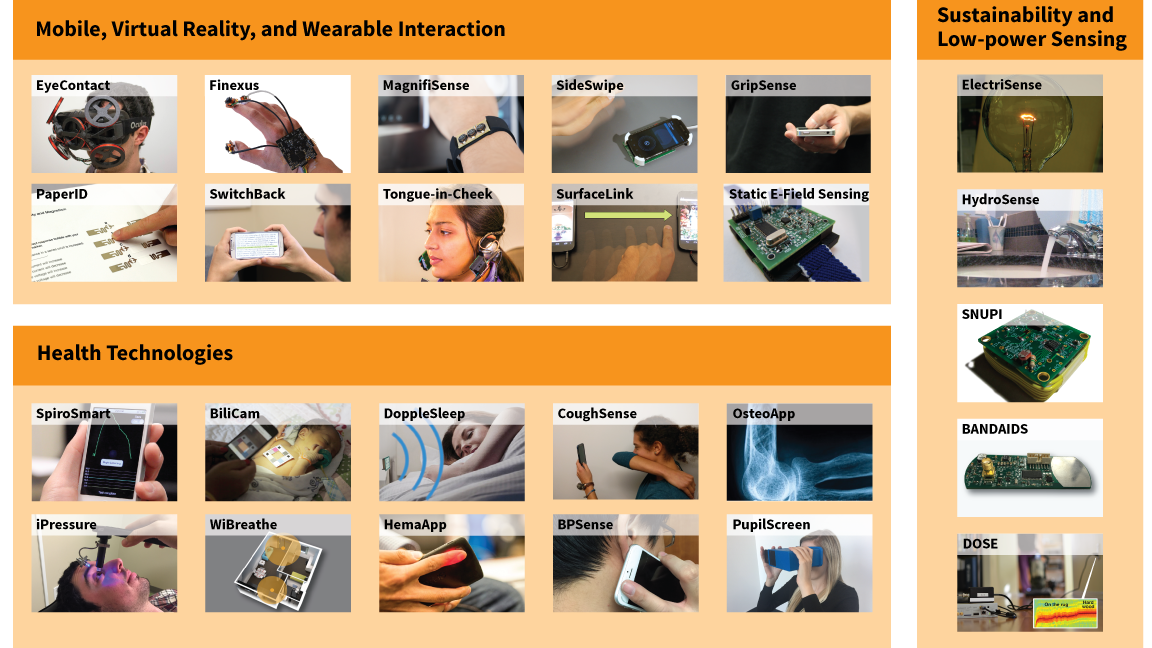 Mobile, Virtual Reality, and Wearable Interaction
EyeContact
Finexus
MagnifiSense
SideSwipe
GripSense
PaperID
SwitchBack
Tongue-in-Cheek
SurfaceLink
Static E-Field Sensing
Health Technologies
SpiroSmart
BiliCam
DoppleSleep
CoughSense
OsteoApp
iPressure
WiBreathe
HemaApp
BPSense
PupilScreen
Sustainability and
Low-power Sensing
ElectriSense
HydroSense
SNUPI
BANDAIDS
DOSE
On the rug
Hard
wood